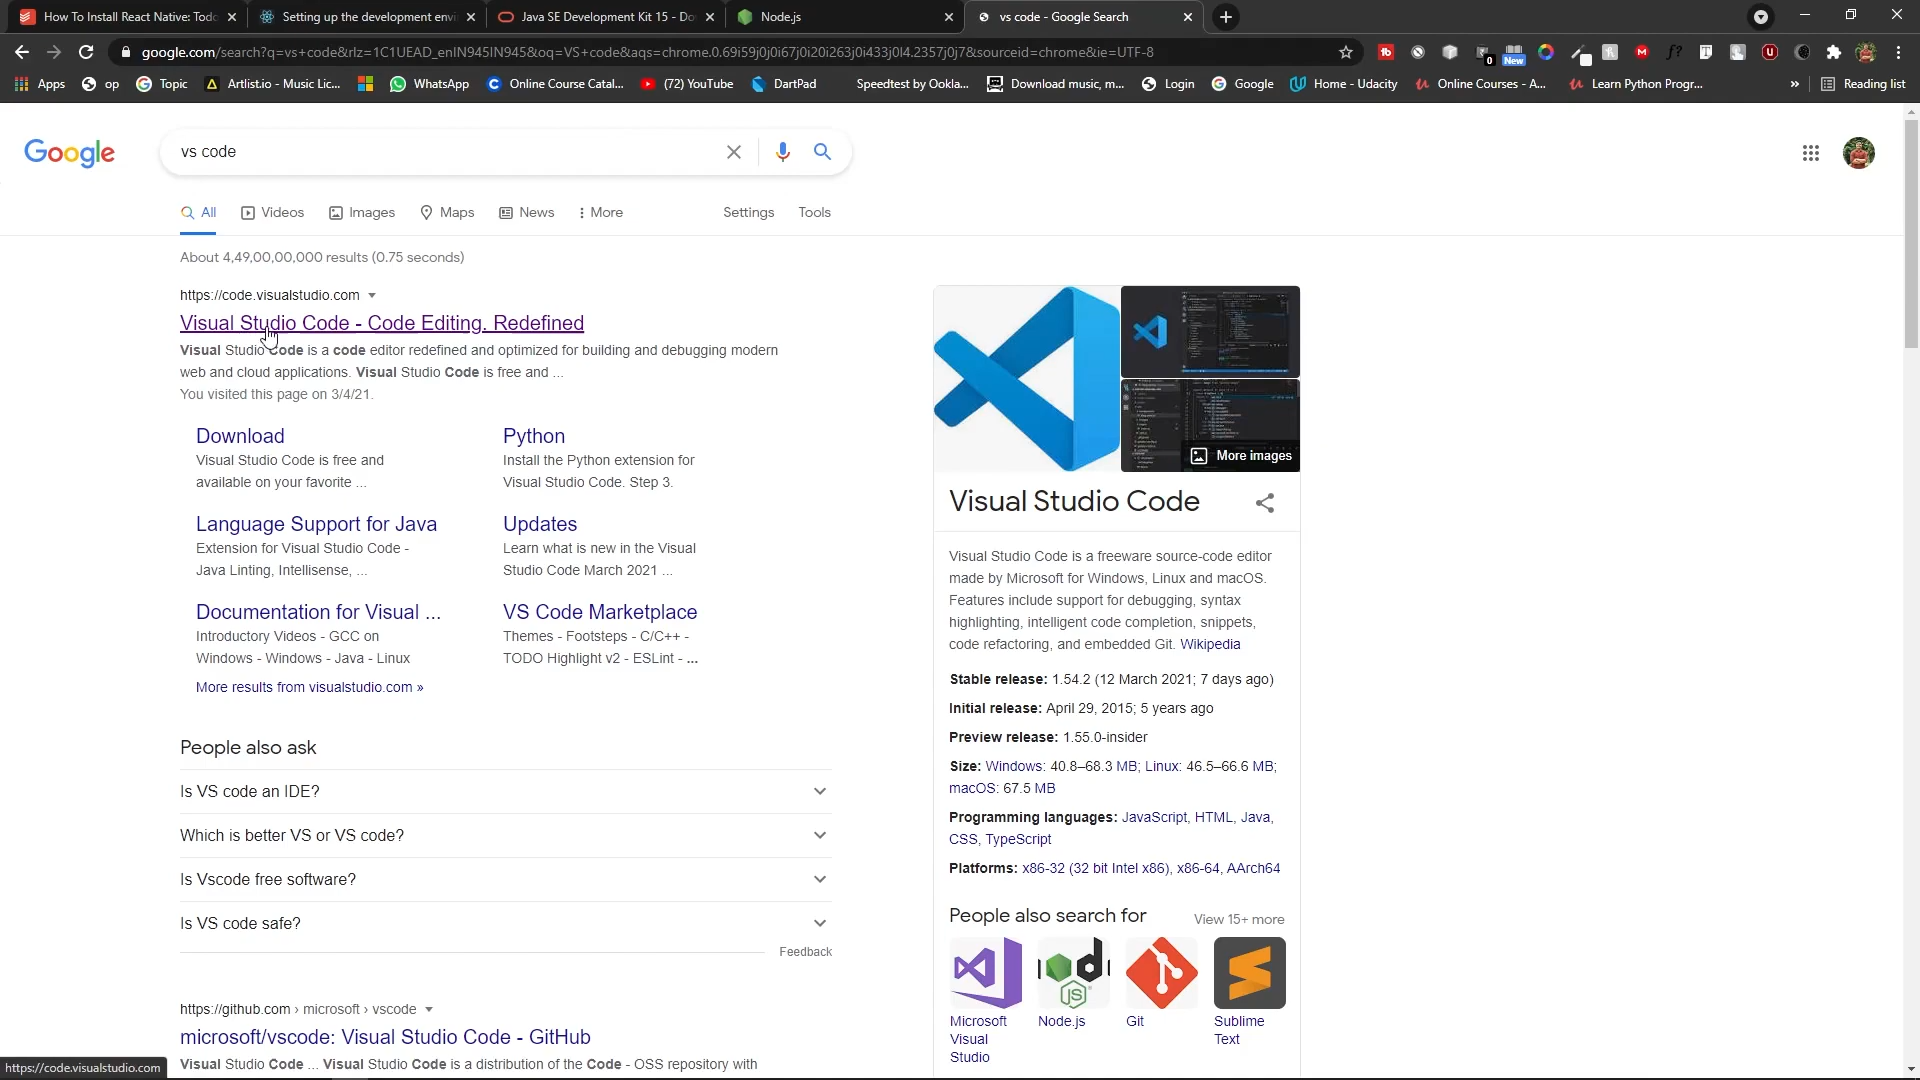 How To Install React Native: Todo
Setting up the development envi
Java SE Development Kit 15 - Do
Node.js
vs code - Google Search
google.com/search?q=vs+code&rlz=1C1UEAD_enIN945IN945&oq=VS+code&aqs=chrome.0.69i59j0j0i67j0i20i263j0i433j0l4.2357j0j7&sourceid=chrome&ie=UTF-8
0
New
Apps
op
Topic
Artlist.io - Music Lic...
WhatsApp
Online Course Catal...
(72) YouTube
DartPad
Speedtest by Ookla...
Download music, m...
Login
Google
Home - Udacity
Online Courses - A...
Learn Python Progr...
»
Reading list
Google
vs code
All
Videos
Images
Maps
News
More
Settings
Tools
About 4,49,00,00,000 results (0.75 seconds)
https://code.visualstudio.com
Visual Studio Code - Code Editing. Redefined
Visual Studio Code is a code editor redefined and optimized for building and debugging modern
web and cloud applications. Visual Studio Code is free and ...
You visited this page on 3/4/21.
Download
Visual Studio Code is free and
available on your favorite ...
Python
Install the Python extension for
Visual Studio Code. Step 3.
Language Support for Java
Extension for Visual Studio Code -
Java Linting, Intellisense, ...
Updates
Learn what is new in the Visual
Studio Code March 2021 ...
Documentation for Visual ...
Introductory Videos - GCC on
Windows - Windows - Java - Linux
VS Code Marketplace
Themes - Footsteps - C/C++ -
TODO Highlight v2 - ESLint - ...
More results from visualstudio.com »
People also ask
Is VS code an IDE?
Which is better VS or VS code?
Is Vscode free software?
Is VS code safe?
Feedback
https://github.com › microsoft › vscode
microsoft/vscode: Visual Studio Code - GitHub
Visual Studio Code ... Visual Studio Code is a distribution of the Code - OSS repository with
More images
Visual Studio Code
Visual Studio Code is a freeware source-code editor
made by Microsoft for Windows, Linux and macOS.
Features include support for debugging, syntax
highlighting, intelligent code completion, snippets,
code refactoring, and embedded Git. Wikipedia
Stable release: 1.54.2 (12 March 2021; 7 days ago)
Initial release: April 29, 2015; 5 years ago
Preview release: 1.55.0-insider
Size: Windows: 40.8–68.3 MB; Linux: 46.5–66.6 MB;
macOS: 67.5 MB
Programming languages: JavaScript, HTML, Java,
CSS, TypeScript
Platforms: x86-32 (32 bit Intel x86), x86-64, AArch64
People also search for
View 15+ more
Microsoft
Visual
Studio
Node.js
Git
Sublime
Text
https://code.visualstudio.com